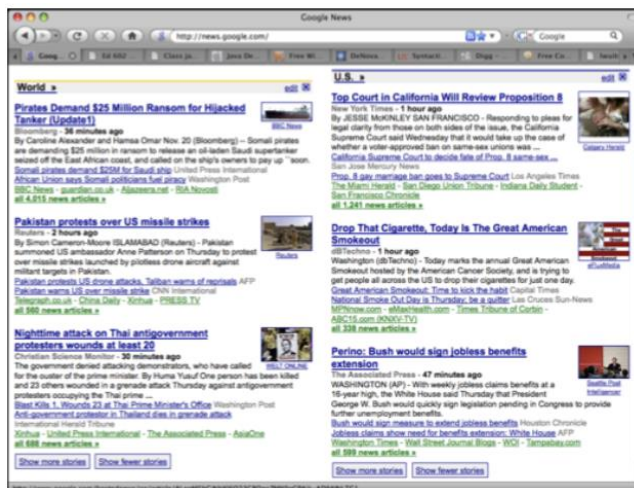 Google News
http://news.google.com/
Google
World »
edit
Pirates Demand $25 Million Ransom for Hijacked
Tanker (Update1)
Bloomberg - 36 minutes ago
By Caroline Alexander and Hamsa Omar Nov. 20 (Bloomberg) -- Somali pirates
are demanding $25 million in ransom to release an oil-laden Saudi supertanker
seized off the East African coast, and called on the ship's owners to pay up ``soon.
Somali pirates demand $25M for Saudi ship United Press International
African Union says Somali politicians fuel piracy Washington Post
BBC News - guardian.co.uk - Aljazeera.net - RIA Novosti
all 4,015 news articles »
BBC News
Pakistan protests over US missile strikes
Reuters - 2 hours ago
By Simon Cameron-Moore ISLAMABAD (Reuters) - Pakistan
summoned US ambassador Anne Patterson on Thursday to protest
over missile strikes launched by pilotless drone aircraft against
militant targets in Pakistan.
Pakistan protests US drone attacks, Taliban warns of reprisals AFP
Pakistan warns US over missile strike CNN International
Telegraph.co.uk - China Daily - Xinhua - PRESS TV
all 560 news articles »
Reuters
Nighttime attack on Thai antigovernment
protesters wounds at least 20
Christian Science Monitor - 30 minutes ago
The government denied attacking demonstrators, who have called
for the ouster of the prime minister. By Huma Yusuf One person has been killed
and 23 others wounded in a grenade attack Thursday against antigovernment
protesters occupying the Thai prime ...
Blast Kills 1, Wounds 23 at Thai Prime Minister's Office Washington Post
Anti-government protestor in Thailand dies in grenade attack
International Herald Tribune
Xinhua - United Press International - The Associated Press - AsiaOne
all 688 news articles »
WELT ONLINE
Show more stories
Show fewer stories
U.S. »
edit
Top Court in California Will Review Proposition 8
New York Times - 1 hour ago
By JESSE McKINLEY SAN FRANCISCO - Responding to pleas for
legal clarity from those on both sides of the issue, the California
Supreme Court said Wednesday that it would take up the case of
whether a voter-approved ban on same-sex unions was ...
California Supreme Court to decide fate of Prop. 8 same-sex ...
San Jose Mercury News
Prop. 8 gay marriage ban goes to Supreme Court Los Angeles Times
The Miami Herald - San Diego Union Tribune - Indiana Daily Student -
San Francisco Chronicle
all 1,241 news articles »
Calgary Herald
Drop That Cigarette, Today Is The Great American
Smokeout
dBTechno - 1 hour ago
Washington (dbTechno) - Today marks the annual Great American
Smokeout hosted by the American Cancer Society, and is trying to
get people all across the US to drop their cigarettes for just one day.
Great American Smokeout: Time to kick the habit Capital Times
National Smoke Out Day is Thursday; be a quitter Las Cruces Sun-News
MPNnow.com - eMaxHealth.com - Times Tribune of Corbin -
ABC15.com (KNXV-TV)
all 338 news articles »
eFluxMedia
Perino: Bush would sign jobless benefits
extension
The Associated Press - 47 minutes ago
WASHINGTON (AP) - With weekly jobless claims benefits at a
16-year high, the White House said Thursday that President
George W. Bush would quickly sign legislation pending in Congress to provide
further unemployment benefits.
Bush would sign measure to extend jobless benefits Houston Chronicle
Jobless claims show need for benefits extension: White House AFP
Washington Times - Wall Street Journal Blogs - WOI - Tampabay.com
all 589 news articles »
Seattle Post
Intelligencer
Show more stories
Show fewer stories